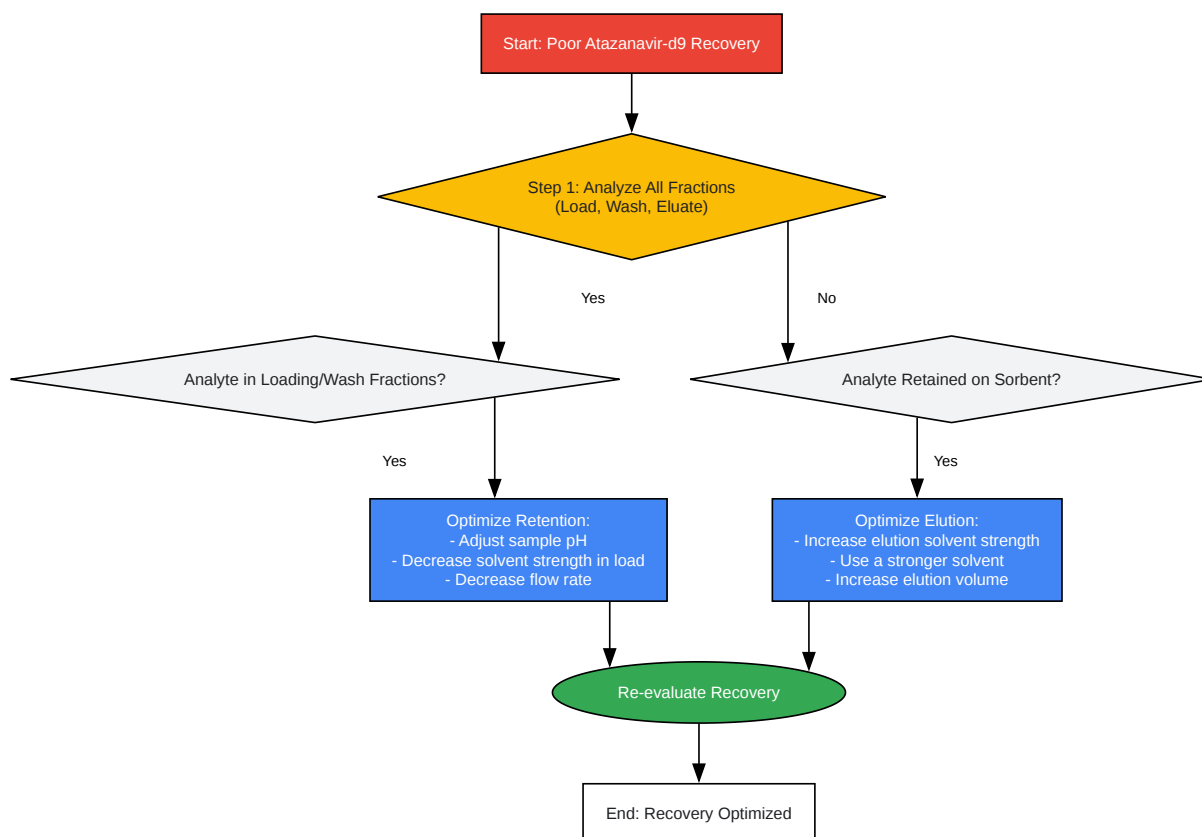 Start: Poor Atazanavir-d9 Recovery
Step 1: Analyze All Fractions
(Load, Wash, Eluate)
Yes
No
Analyte in Loading/Wash Fractions?
Analyte Retained on Sorbent?
Yes
Yes
Optimize Retention:
- Adjust sample pH
- Decrease solvent strength in load
- Decrease flow rate
Optimize Elution:
- Increase elution solvent strength
- Use a stronger solvent
- Increase elution volume
Re-evaluate Recovery
End: Recovery Optimized